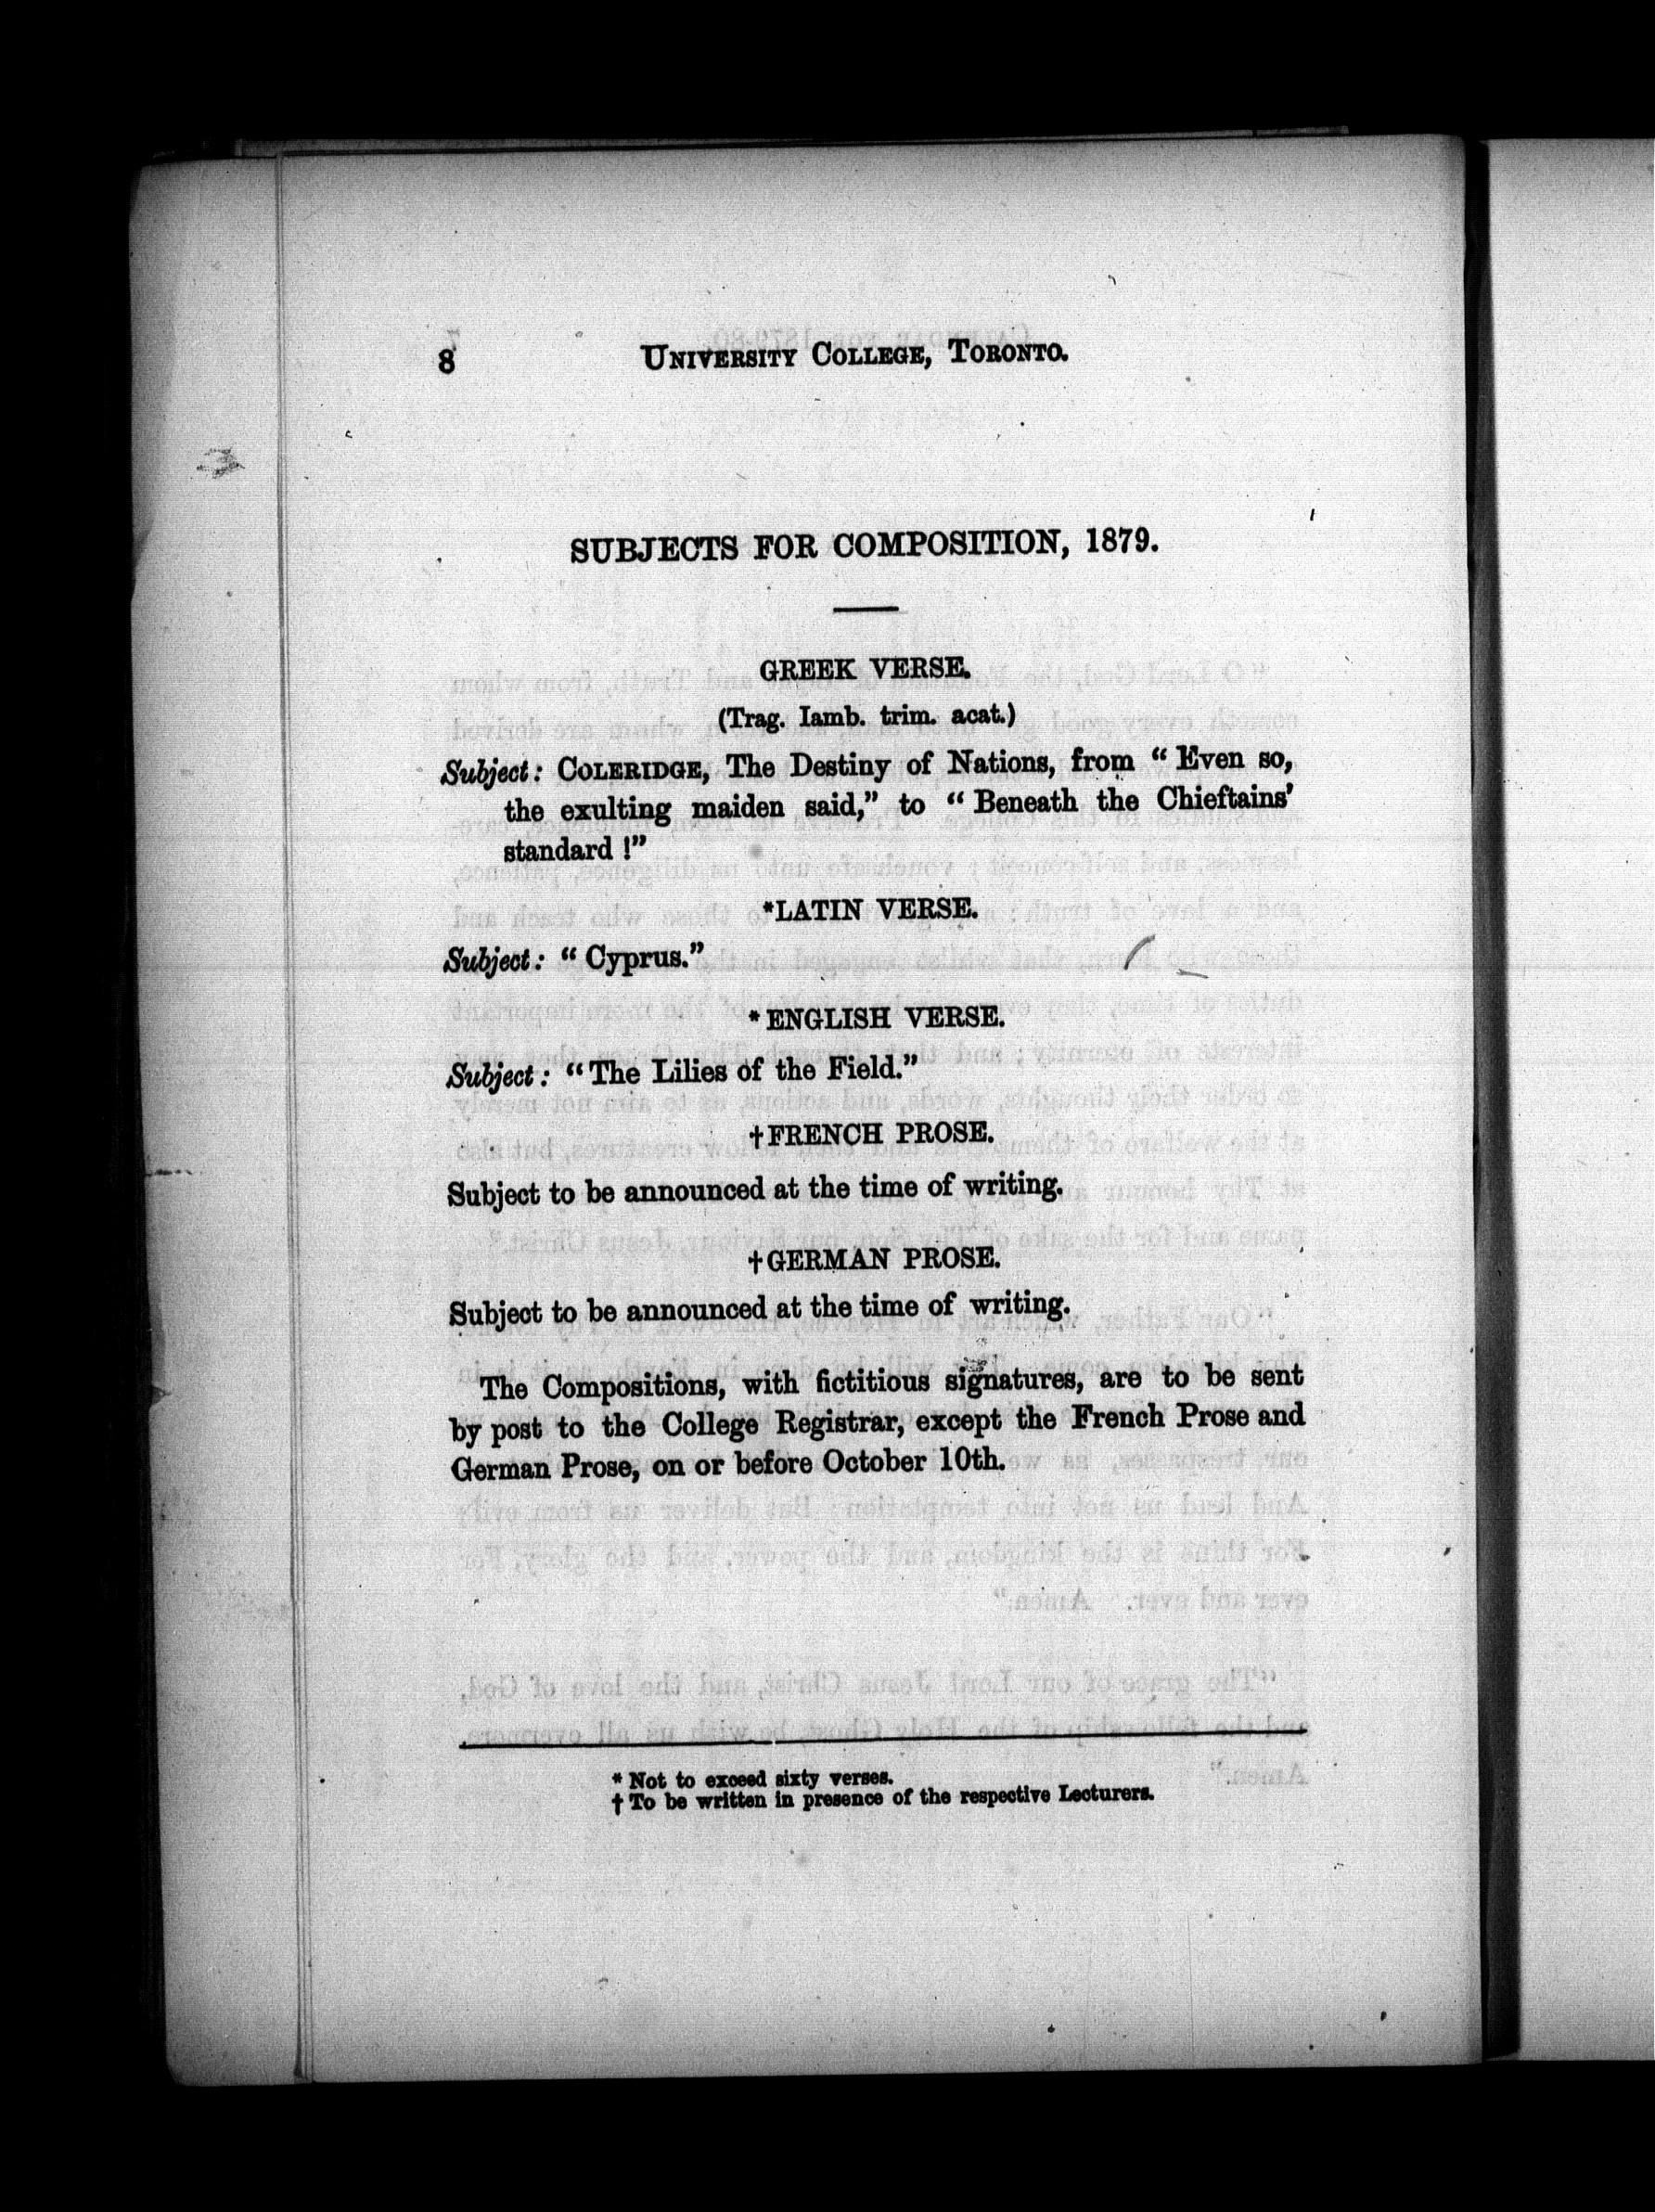 8 UNIVERSITY COLLEGE, TORONTO.
SUBJECTS FOR COMPOSITION, 1879.
GREEK VERSE.
(Trag. Iamb. trim. acat.)
Subject: COLERIDGE, The Destiny of Nations, from “Even so,
the exulting maiden said,” to “Beneath the Chieftains’
standard!”
*LATIN VERSE.
Subject: “Cyprus.”
*ENGLISH VERSE.
Subject: “The Lilies of the Field.”
†FRENCH PROSE.
Subject to be announced at the time of writing.
†GERMAN PROSE.
Subject to be announced at the time of writing.
The Compositions, with fictitious signatures, are to be sent
by post to the College Registrar, except the French Prose and
German Prose, on or before October 10th.
* Not to exceed sixty verses.
† To be written in presence of the respective Lecturers.